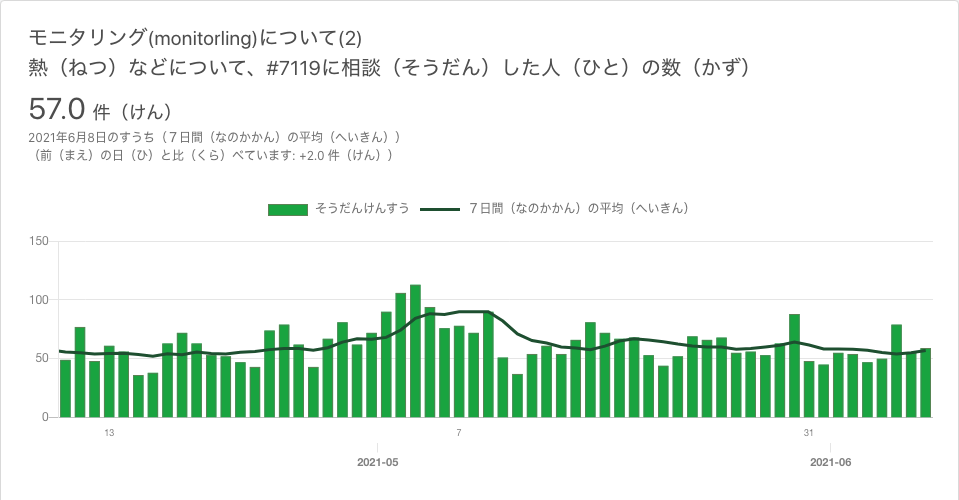 モニタリング(monitorling)について(2)
熱（ねつ）などについて、#7119に相談（そうだん）した人（ひと）の数（かず）
57.0 件（けん）
2021年6月8日のすうち（７日間（なのかかん）の平均（へいきん））
（前（まえ）の日（ひ）と比（くら）べています: +2.0 件（けん））
そうだんけんすう ７日間（なのかかん）の平均（へいきん）
150
100
50
0
13 7 31
2021-05 2021-06